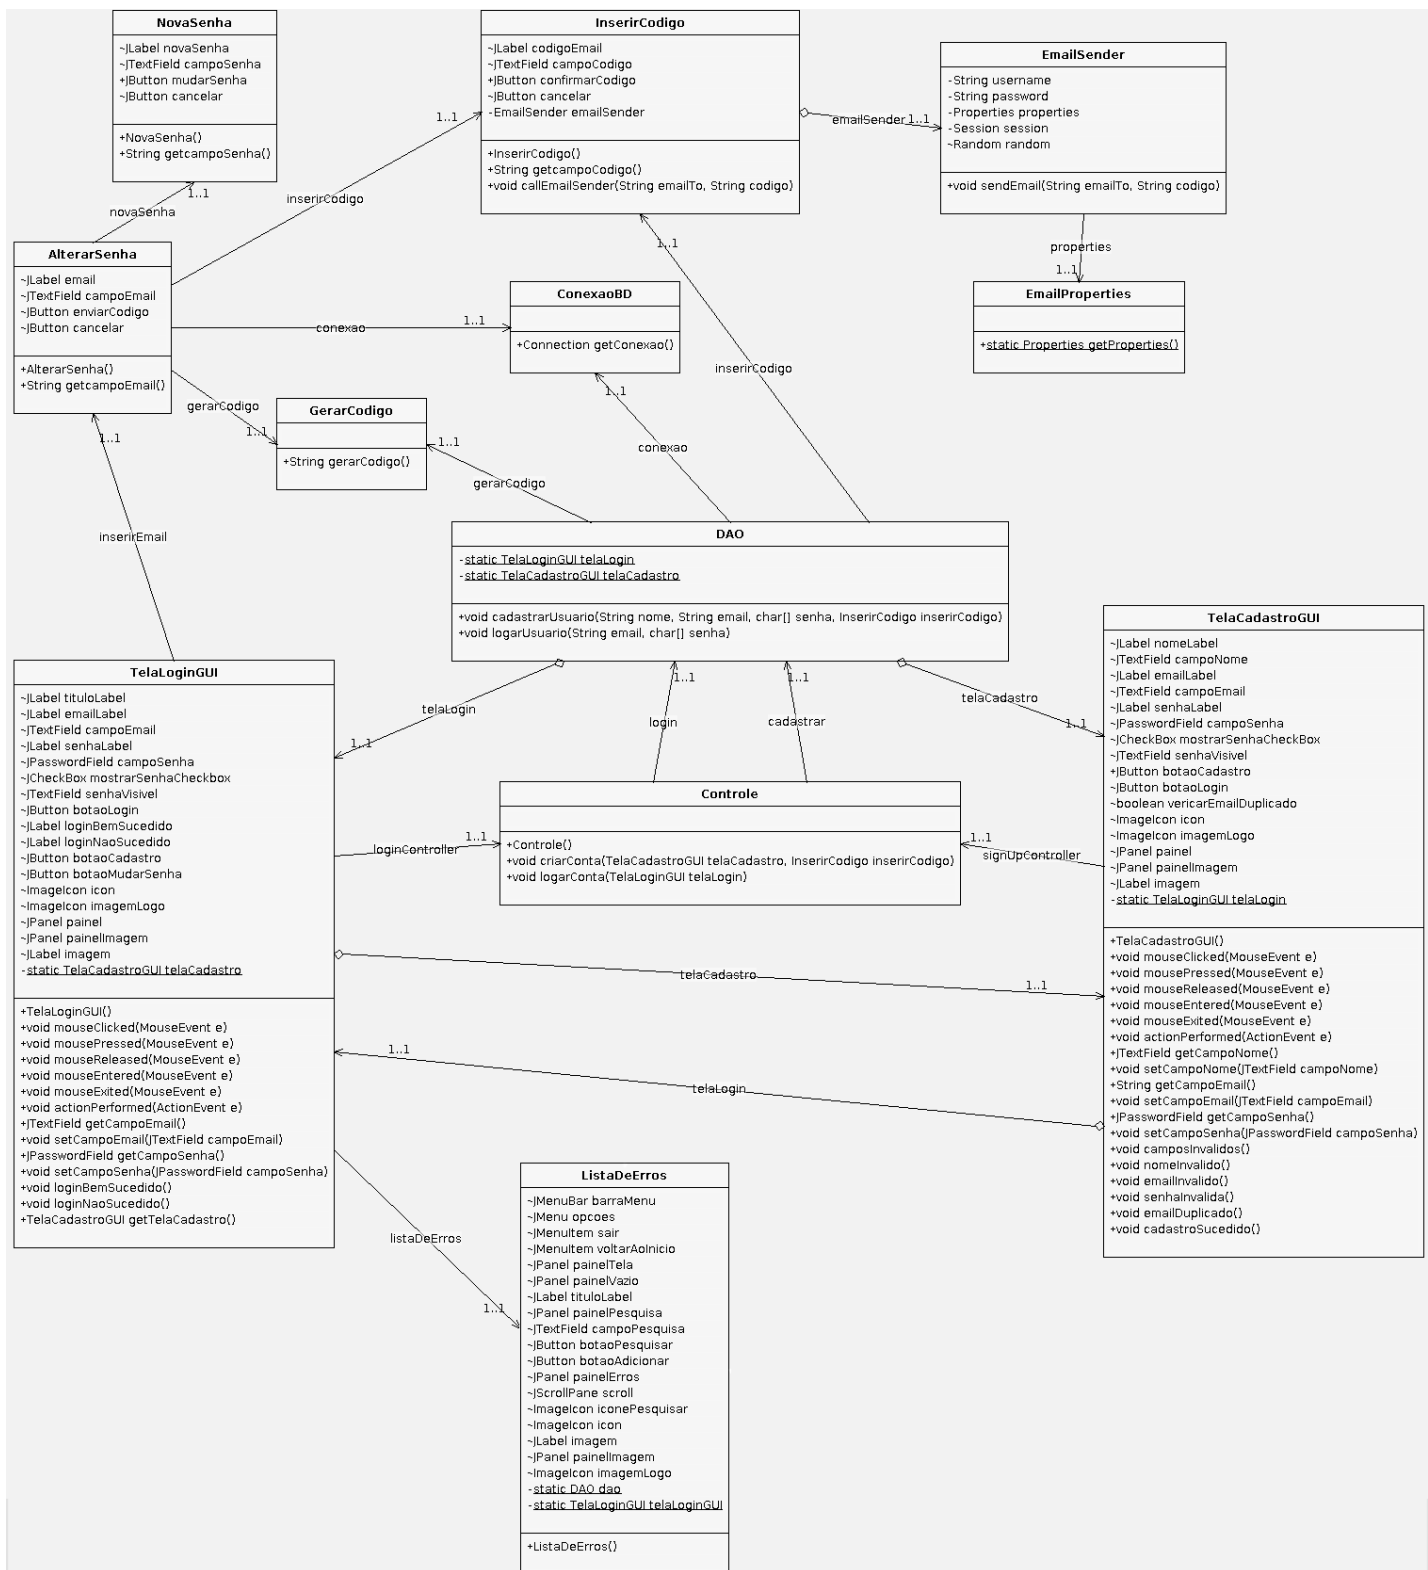 NovaSenha
~JLabel novaSenha
~JTextField campoSenha
+JButton mudarSenha
~JButton cancelar
+NovaSenha()
+String getcampoSenha()
InserirCodigo
~JLabel codigoEmail
~JTextField campoCodigo
+JButton confirmarCodigo
~JButton cancelar
-EmailSender emailSender
+InserirCodigo()
+String getcampoCodigo()
+void callEmailSender(String emailTo, String codigo)
EmailSender
-String username
-String password
-Properties properties
-Session session
~Random random
+void sendEmail(String emailTo, String codigo)
emailSender
1..1
1..1
inserirCodigo
1..1
novaSenha
1..1
properties
1..1
AlterarSenha
~JLabel email
~JTextField campoEmail
~JButton enviarCodigo
~JButton cancelar
+AlterarSenha()
+String getcampoEmail()
ConexaoBD
+Connection getConexao()
EmailProperties
+static Properties getProperties()
conexao
1..1
inserirCodigo
1..1
gerarCodigo
1..1
GerarCodigo
+String gerarCodigo()
1..1
gerarCodigo
1..1
conexao
1..1
inserirEmail
DAO
-static TelaLoginGUI telaLogin
-static TelaCadastroGUI telaCadastro
+void cadastrarUsuario(String nome, String email, char[] senha, InserirCodigo inserirCodigo)
+void logarUsuario(String email, char[] senha)
TelaLoginGUI
~JLabel tituloLabel
~JLabel emailLabel
~JTextField campoEmail
~JLabel senhaLabel
~JPasswordField campoSenha
~JCheckBox mostrarSenhaCheckbox
~JTextField senhaVisivel
~JButton botaoLogin
~JLabel loginBemSucedido
~JLabel loginNaoSucedido
~JButton botaoCadastro
~JButton botaoMudarSenha
~ImageIcon icon
~ImageIcon imagemLogo
~JPanel painel
~JPanel painelImagem
~JLabel imagem
-static TelaCadastroGUI telaCadastro
+TelaLoginGUI()
+void mouseClicked(MouseEvent e)
+void mousePressed(MouseEvent e)
+void mouseReleased(MouseEvent e)
+void mouseEntered(MouseEvent e)
+void mouseExited(MouseEvent e)
+void actionPerformed(ActionEvent e)
+JTextField getCampoEmail()
+void setCampoEmail(JTextField campoEmail)
+JPasswordField getCampoSenha()
+void setCampoSenha(JPasswordField campoSenha)
+void loginBemSucedido()
+void loginNaoSucedido()
+TelaCadastroGUI getTelaCadastro()
telaLogin
1..1
1..1
login
1..1
cadastrar
telaCadastro
1..1
Controle
+Controle()
+void criarConta(TelaCadastroGUI telaCadastro, InserirCodigo inserirCodigo)
+void logarConta(TelaLoginGUI telaLogin)
loginController
1..1
1..1
signUpController
TelaCadastroGUI
~JLabel nomeLabel
~JTextField campoNome
~JLabel emailLabel
~JTextField campoEmail
~JLabel senhaLabel
~JPasswordField campoSenha
~JCheckBox mostrarSenhaCheckBox
~JTextField senhaVisivel
+JButton botaoCadastro
~JButton botaoLogin
~boolean vericarEmailDuplicado
~ImageIcon icon
~ImageIcon imagemLogo
~JPanel painel
~JPanel painelImagem
~JLabel imagem
-static TelaLoginGUI telaLogin
+TelaCadastroGUI()
+void mouseClicked(MouseEvent e)
+void mousePressed(MouseEvent e)
+void mouseReleased(MouseEvent e)
+void mouseEntered(MouseEvent e)
+void mouseExited(MouseEvent e)
+void actionPerformed(ActionEvent e)
+JTextField getCampoNome()
+void setCampoNome(JTextField campoNome)
+String getCampoEmail()
+void setCampoEmail(JTextField campoEmail)
+JPasswordField getCampoSenha()
+void setCampoSenha(JPasswordField campoSenha)
+void camposInvalidos()
+void nomeInvalido()
+void emailInvalido()
+void senhaInvalida()
+void emailDuplicado()
+void cadastroSucedido()
telaCadastro
1..1
1..1
telaLogin
listaDeErros
1..1
ListaDeErros
~JMenuBar barraMenu
~JMenu opcoes
~JMenuItem sair
~JMenuItem voltarAoInicio
~JPanel painelTela
~JPanel painelVazio
~JLabel tituloLabel
~JPanel painelPesquisa
~JTextField campoPesquisa
~JButton botaoPesquisar
~JButton botaoAdicionar
~JPanel painelErros
~JScrollPane scroll
~ImageIcon iconePesquisar
~ImageIcon icon
~JLabel imagem
~JPanel painelImagem
~ImageIcon imagemLogo
-static DAO dao
-static TelaLoginGUI telaLoginGUI
+ListaDeErros()